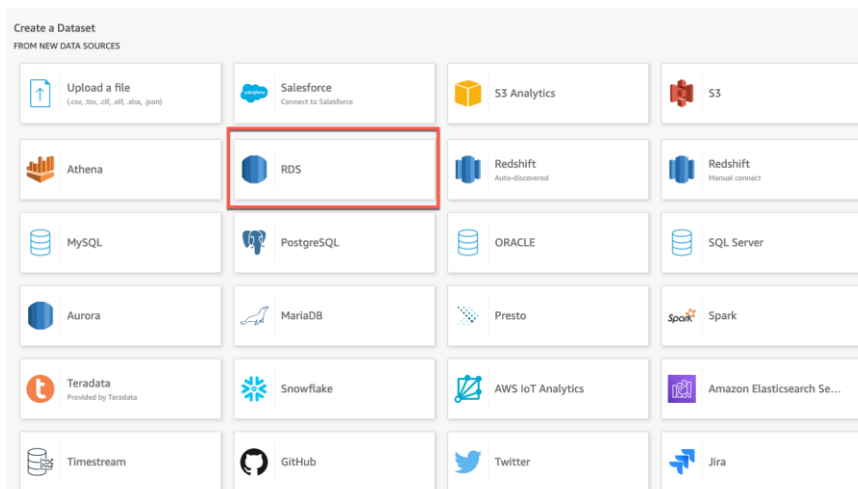 Create a Dataset
FROM NEW DATA SOURCES
Upload a file
(.csv, .tsv, .clf, .elf, .xlsx, .json)
salesforce
Salesforce
Connect to Salesforce
S3 Analytics
S3
Athena
RDS
Redshift
Auto-discovered
Redshift
Manual connect
MySQL
PostgreSQL
ORACLE
SQL Server
Aurora
MariaDB
Presto
Spark
Spark
Teradata
Provided by Teradata
Snowflake
AWS IoT Analytics
Amazon Elasticsearch Se...
Timestream
GitHub
Twitter
Jira